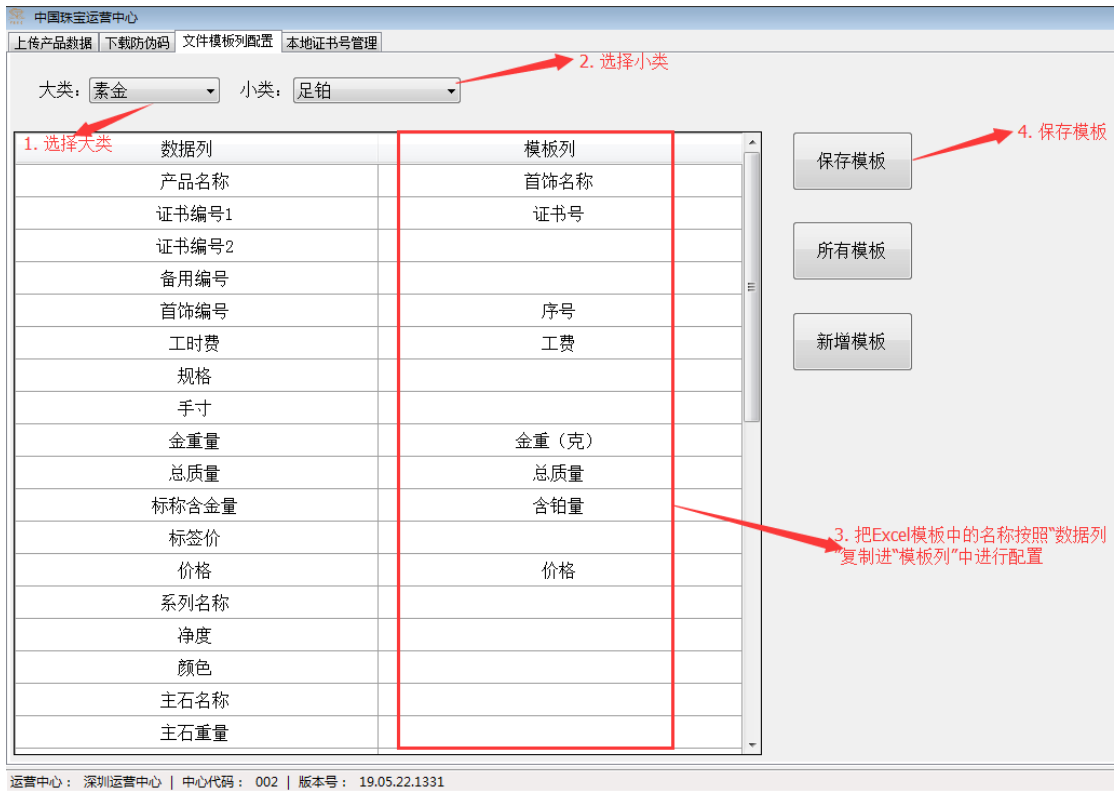 中国珠宝运营中心
上传产品数据 下载防伪码 文件模板列配置 本地证书号管理
2. 选择小类
大类： 素金 小类： 足铂
1. 选择大类
4. 保存模板
数据列 模板列
保存模板
产品名称 首饰名称
证书编号1 证书号
证书编号2
所有模板
备用编号
首饰编号 序号
工时费 工费
新增模板
规格
手寸
金重量 金重（克）
总质量 总质量
标称含金量 含铂量
标签价
3. 把Excel模板中的名称按照“数据列
“复制进“模板列”中进行配置
价格 价格
系列名称
净度
颜色
主石名称
主石重量
运营中心： 深圳运营中心 | 中心代码： 002 | 版本号： 19.05.22.1331